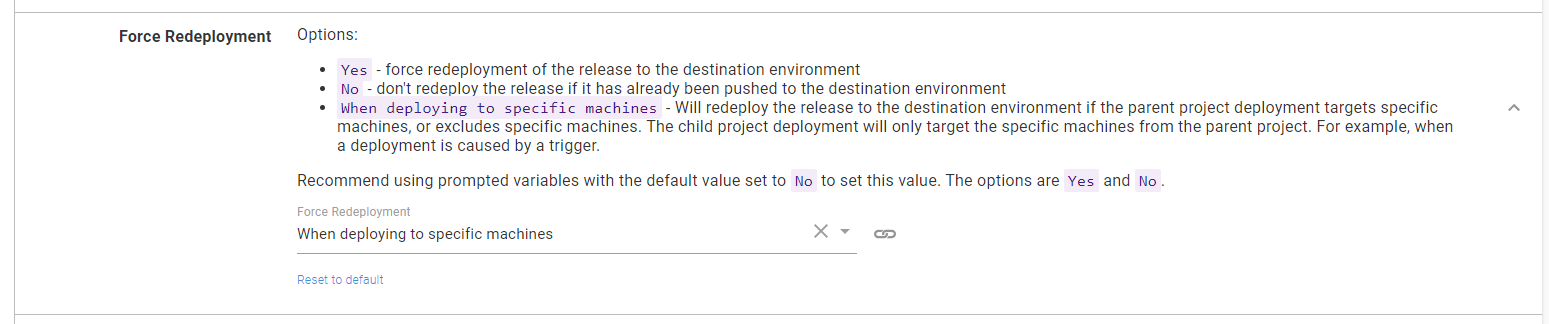 Force Redeployment
Options:
• Yes - force redeployment of the release to the destination environment
• No - don't redeploy the release if it has already been pushed to the destination environment
• When deploying to specific machines - Will redeploy the release to the destination environment if the parent project deployment targets specific
machines, or excludes specific machines. The child project deployment will only target the specific machines from the parent project. For example, when
a deployment is caused by a trigger.
Recommend using prompted variables with the default value set to No to set this value. The options are Yes and No.
Force Redeployment
When deploying to specific machines
Reset to default